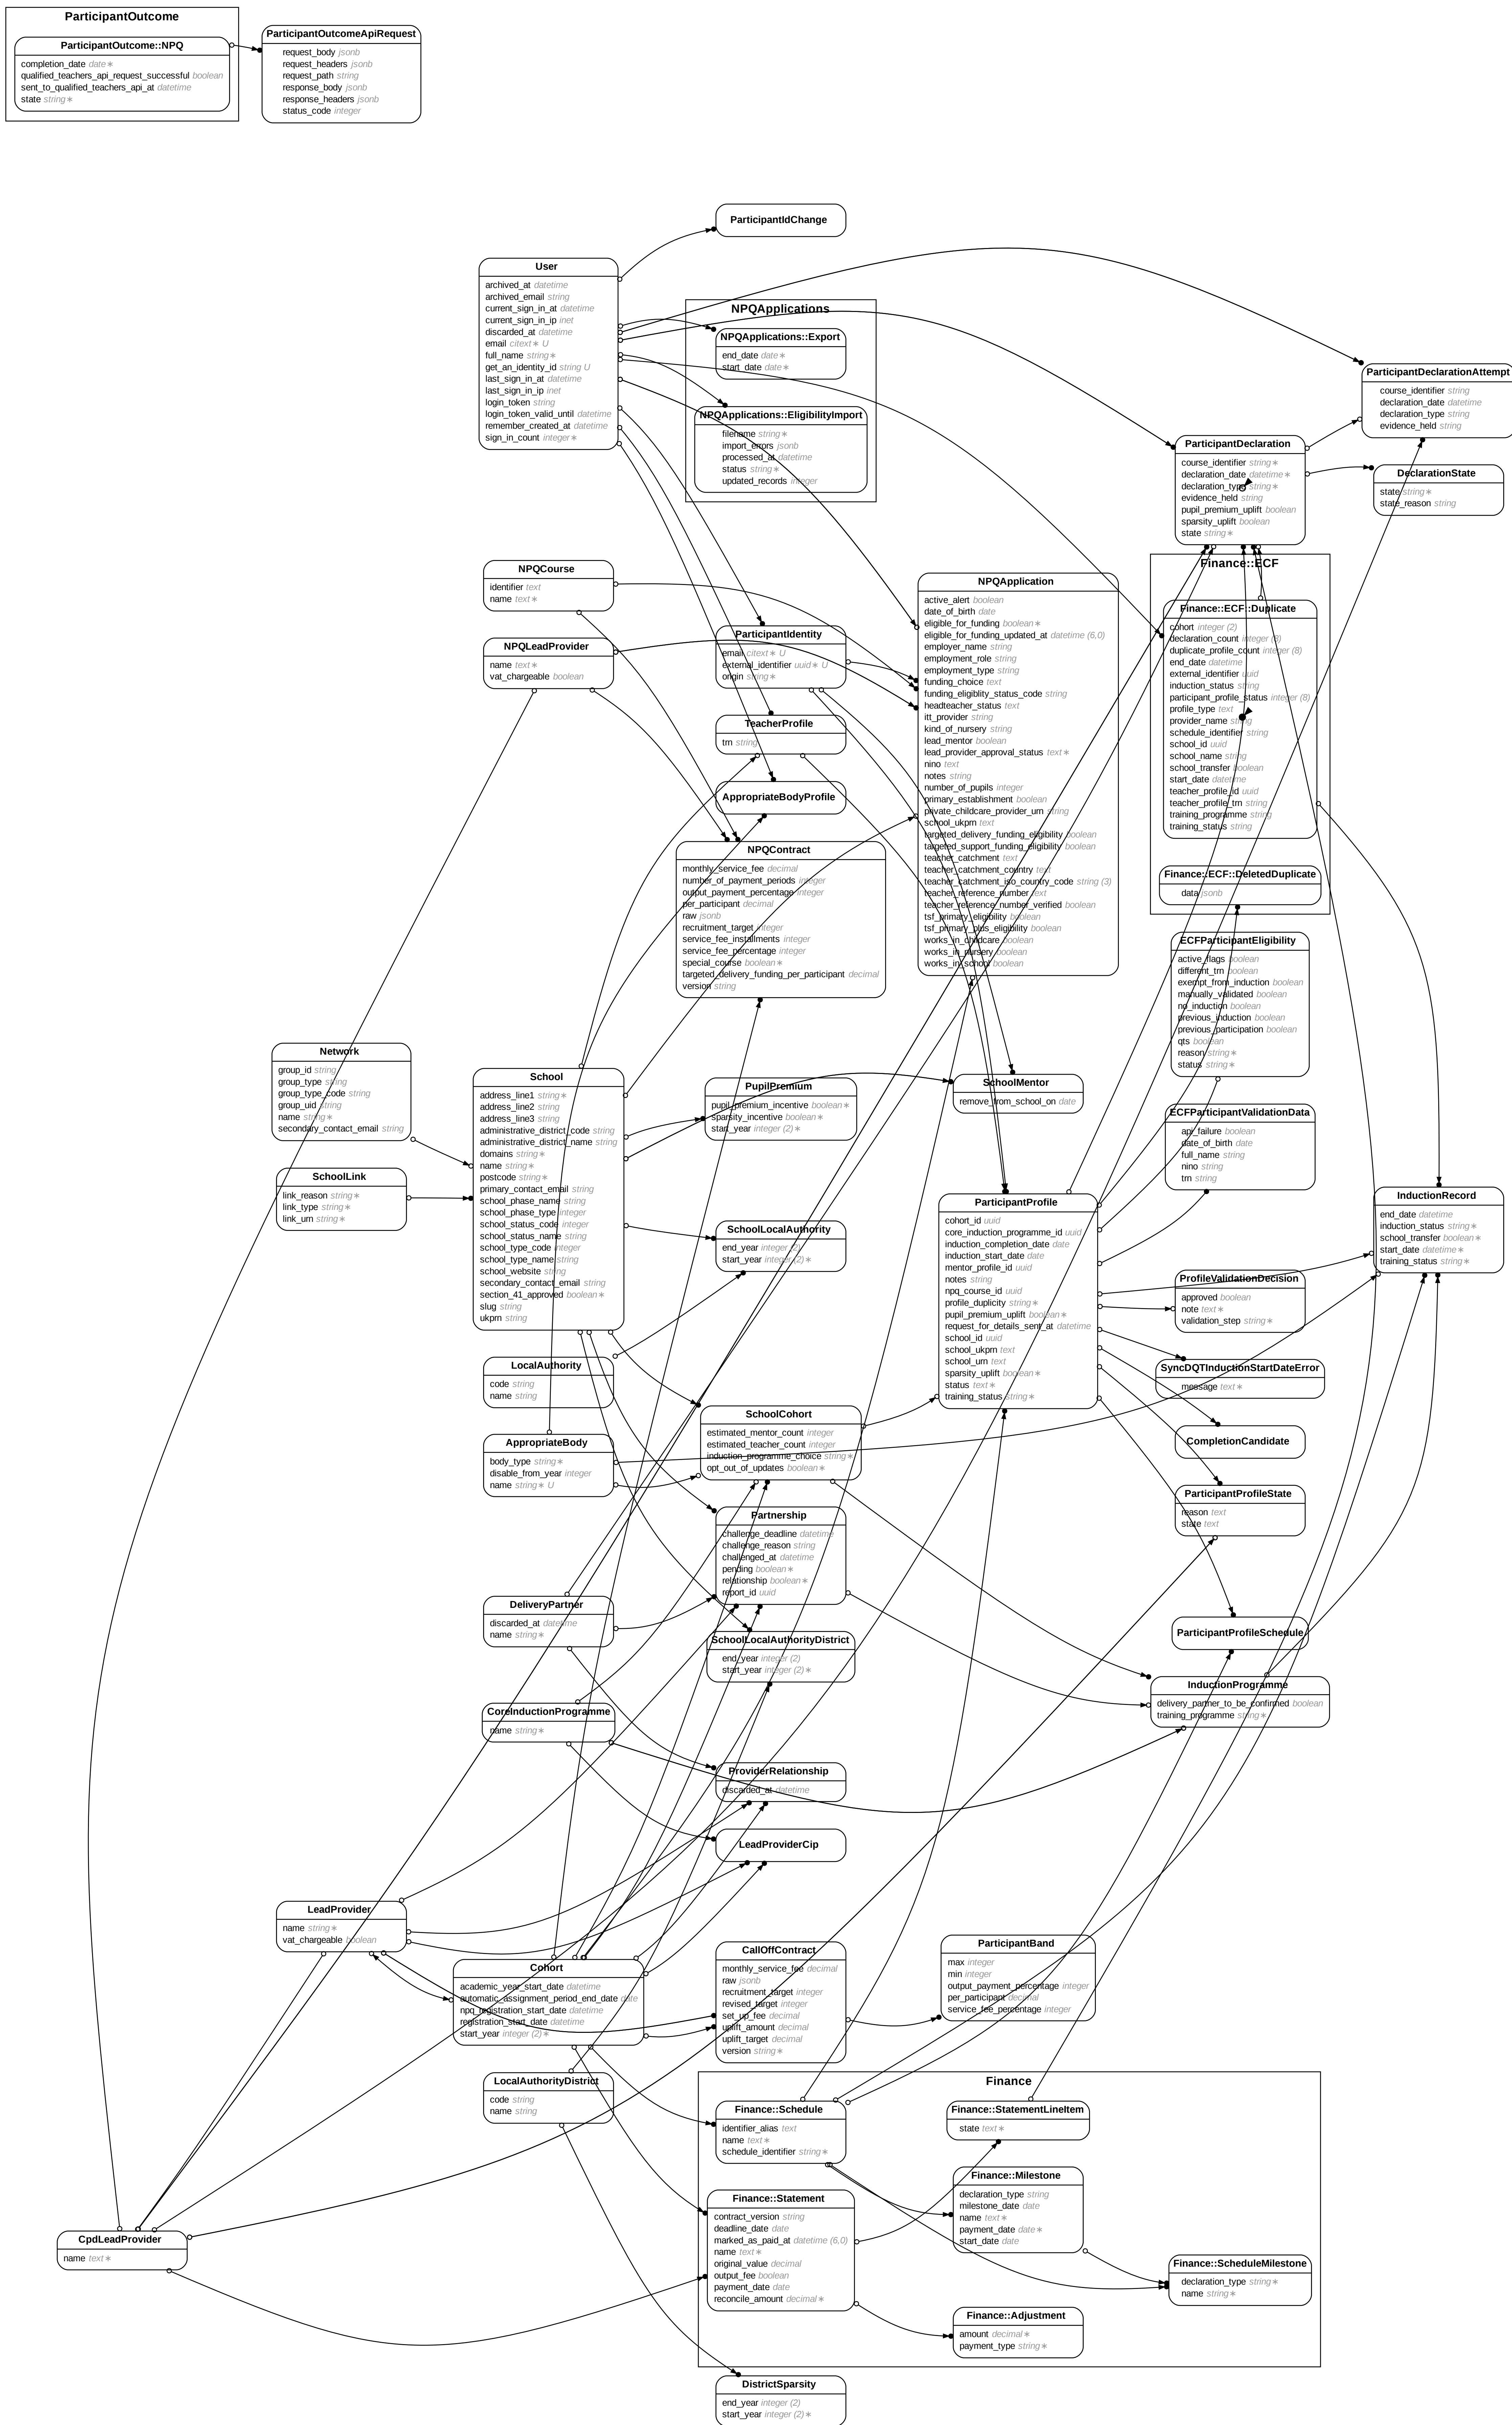 ParticipantOutcome
ParticipantOutcome::NPQ
completion_date date ∗
qualified_teachers_api_request_successful boolean
sent_to_qualified_teachers_api_at datetime
state string ∗
ParticipantOutcomeApiRequest
request_body jsonb
request_headers jsonb
request_path string
response_body jsonb
response_headers jsonb
status_code integer
ParticipantIdChange
User
archived_at datetime
archived_email string
current_sign_in_at datetime
current_sign_in_ip inet
discarded_at datetime
email citext ∗ U
full_name string ∗
get_an_identity_id string U
last_sign_in_at datetime
last_sign_in_ip inet
login_token string
login_token_valid_until datetime
remember_created_at datetime
sign_in_count integer ∗
NPQApplications
NPQApplications::Export
end_date date ∗
start_date date ∗
NPQApplications::EligibilityImport
filename string ∗
import_errors jsonb
processed_at datetime
status string ∗
updated_records integer
ParticipantDeclarationAttempt
course_identifier string
declaration_date datetime
declaration_type string
evidence_held string
ParticipantDeclaration
course_identifier string ∗
declaration_date datetime ∗
declaration_type string ∗
evidence_held string
pupil_premium_uplift boolean
sparsity_uplift boolean
state string ∗
DeclarationState
state string ∗
state_reason string
NPQCourse
identifier text
name text ∗
NPQLeadProvider
name text ∗
vat_chargeable boolean
ParticipantIdentity
email citext ∗ U
external_identifier uuid ∗ U
origin string ∗
TeacherProfile
trn string
AppropriateBodyProfile
NPQContract
monthly_service_fee decimal
number_of_payment_periods integer
output_payment_percentage integer
per_participant decimal
raw jsonb
recruitment_target integer
service_fee_installments integer
service_fee_percentage integer
special_course boolean ∗
targeted_delivery_funding_per_participant decimal
version string
NPQApplication
active_alert boolean
date_of_birth date
eligible_for_funding boolean ∗
eligible_for_funding_updated_at datetime (6,0)
employer_name string
employment_role string
employment_type string
funding_choice text
funding_eligiblity_status_code string
headteacher_status text
itt_provider string
kind_of_nursery string
lead_mentor boolean
lead_provider_approval_status text ∗
nino text
notes string
number_of_pupils integer
primary_establishment boolean
private_childcare_provider_urn string
school_ukprn text
targeted_delivery_funding_eligibility boolean
targeted_support_funding_eligibility boolean
teacher_catchment text
teacher_catchment_country text
teacher_catchment_iso_country_code string (3)
teacher_reference_number text
teacher_reference_number_verified boolean
tsf_primary_eligibility boolean
tsf_primary_plus_eligibility boolean
works_in_childcare boolean
works_in_nursery boolean
works_in_school boolean
Finance::ECF
Finance::ECF::Duplicate
cohort integer (2)
declaration_count integer (8)
duplicate_profile_count integer (8)
end_date datetime
external_identifier uuid
induction_status string
participant_profile_status integer (8)
profile_type text
provider_name string
schedule_identifier string
school_id uuid
school_name string
school_transfer boolean
start_date datetime
teacher_profile_id uuid
teacher_profile_trn string
training_programme string
training_status string
Finance::ECF::DeletedDuplicate
data jsonb
ECFParticipantEligibility
active_flags boolean
different_trn boolean
exempt_from_induction boolean
manually_validated boolean
no_induction boolean
previous_induction boolean
previous_participation boolean
qts boolean
reason string ∗
status string ∗
ECFParticipantValidationData
api_failure boolean
date_of_birth date
full_name string
nino string
trn string
Network
group_id string
group_type string
group_type_code string
group_uid string
name string ∗
secondary_contact_email string
SchoolLink
link_reason string ∗
link_type string ∗
link_urn string ∗
School
address_line1 string ∗
address_line2 string
address_line3 string
administrative_district_code string
administrative_district_name string
domains string ∗
name string ∗
postcode string ∗
primary_contact_email string
school_phase_name string
school_phase_type integer
school_status_code integer
school_status_name string
school_type_code integer
school_type_name string
school_website string
secondary_contact_email string
section_41_approved boolean ∗
slug string
ukprn string
PupilPremium
pupil_premium_incentive boolean ∗
sparsity_incentive boolean ∗
start_year integer (2) ∗
SchoolMentor
remove_from_school_on date
SchoolLocalAuthority
end_year integer (2)
start_year integer (2) ∗
ParticipantProfile
cohort_id uuid
core_induction_programme_id uuid
induction_completion_date date
induction_start_date date
mentor_profile_id uuid
notes string
npq_course_id uuid
profile_duplicity string ∗
pupil_premium_uplift boolean ∗
request_for_details_sent_at datetime
school_id uuid
school_ukprn text
school_urn text
sparsity_uplift boolean ∗
status text ∗
training_status string ∗
InductionRecord
end_date datetime
induction_status string ∗
school_transfer boolean ∗
start_date datetime ∗
training_status string ∗
ProfileValidationDecision
approved boolean
note text ∗
validation_step string ∗
SyncDQTInductionStartDateError
message text ∗
CompletionCandidate
ParticipantProfileState
reason text
state text
LocalAuthority
code string
name string
AppropriateBody
body_type string ∗
disable_from_year integer
name string ∗ U
SchoolCohort
estimated_mentor_count integer
estimated_teacher_count integer
induction_programme_choice string ∗
opt_out_of_updates boolean ∗
Partnership
challenge_deadline datetime
challenge_reason string
challenged_at datetime
pending boolean ∗
relationship boolean ∗
report_id uuid
DeliveryPartner
discarded_at datetime
name string ∗
SchoolLocalAuthorityDistrict
end_year integer (2)
start_year integer (2) ∗
ParticipantProfileSchedule
InductionProgramme
delivery_partner_to_be_confirmed boolean
training_programme string ∗
CoreInductionProgramme
name string ∗
ProviderRelationship
discarded_at datetime
LeadProviderCip
LeadProvider
name string ∗
vat_chargeable boolean
Cohort
academic_year_start_date datetime
automatic_assignment_period_end_date date
npq_registration_start_date datetime
registration_start_date datetime
start_year integer (2) ∗
CallOffContract
monthly_service_fee decimal
raw jsonb
recruitment_target integer
revised_target integer
set_up_fee decimal
uplift_amount decimal
uplift_target decimal
version string ∗
ParticipantBand
max integer
min integer
output_payment_percentage integer
per_participant decimal
service_fee_percentage integer
LocalAuthorityDistrict
code string
name string
Finance
Finance::Schedule
identifier_alias text
name text ∗
schedule_identifier string ∗
Finance::StatementLineItem
state text ∗
Finance::Milestone
declaration_type string
milestone_date date
name text ∗
payment_date date ∗
start_date date
Finance::Statement
contract_version string
deadline_date date
marked_as_paid_at datetime (6,0)
name text ∗
original_value decimal
output_fee boolean
payment_date date
reconcile_amount decimal ∗
Finance::ScheduleMilestone
declaration_type string ∗
name string ∗
Finance::Adjustment
amount decimal ∗
payment_type string ∗
CpdLeadProvider
name text ∗
DistrictSparsity
end_year integer (2)
start_year integer (2) ∗